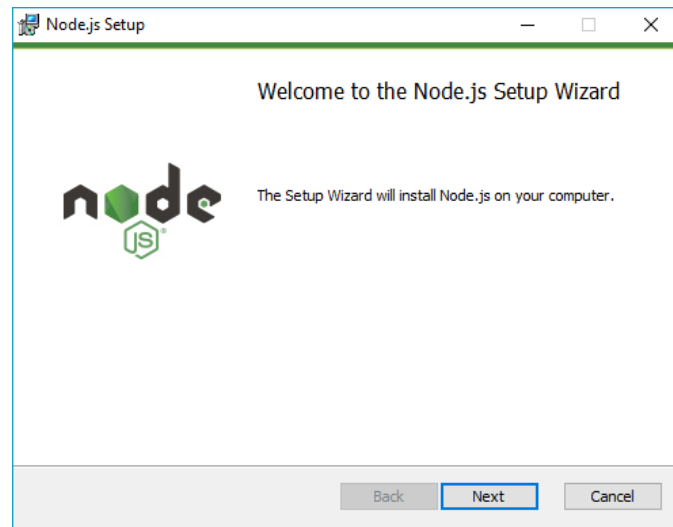 Node.js Setup
Welcome to the Node.js Setup Wizard
The Setup Wizard will install Node.js on your computer.
node
JS
Back Next Cancel